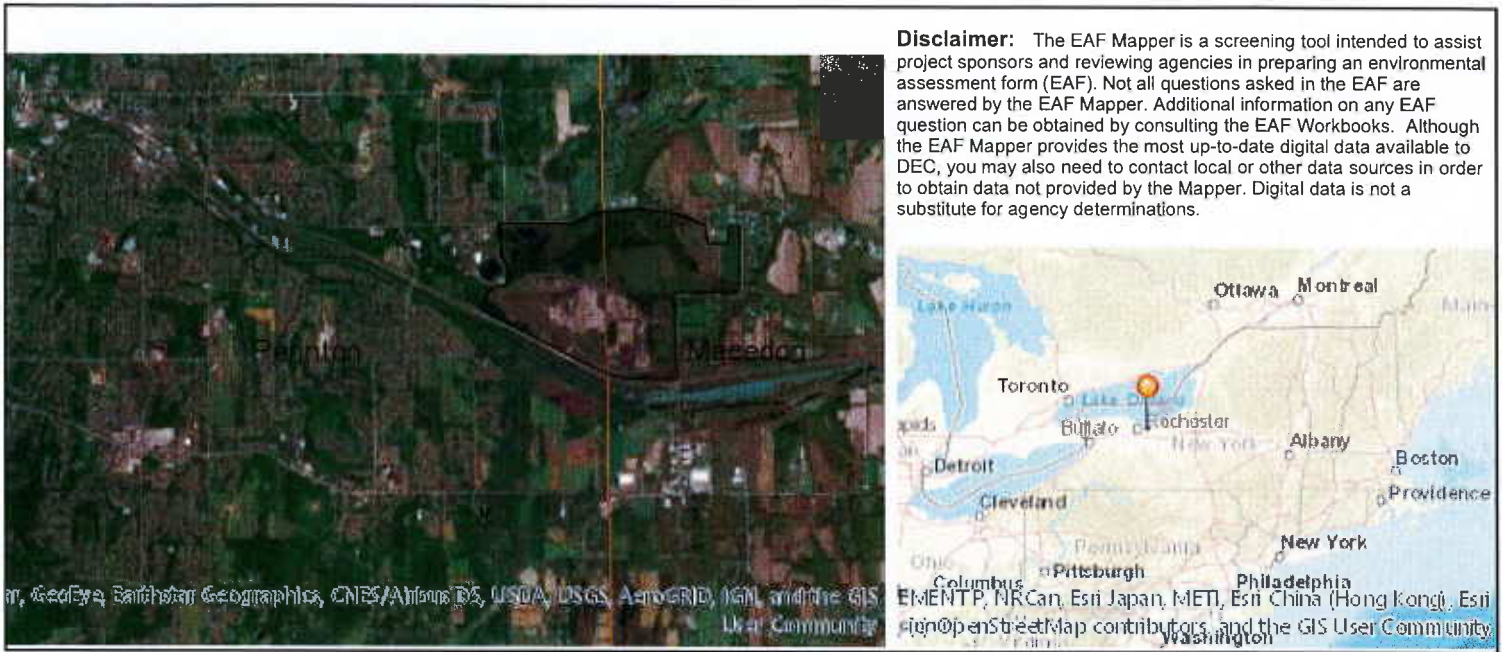 Disclaimer: The EAF Mapper is a screening tool intended to assist
project sponsors and reviewing agencies in preparing an environmental
assessment form (EAF). Not all questions asked in the EAF are
answered by the EAF Mapper. Additional information on any EAF
question can be obtained by consulting the EAF Workbooks. Although
the EAF Mapper provides the most up-to-date digital data available to
DEC, you may also need to contact local or other data sources in order
to obtain data not provided by the Mapper. Digital data is not a
substitute for agency determinations.
Perinton
Macedon
r, GeoEye, Earthstar Geographics, CNES/Airbus DS, USDA, USGS, AeroGRID, IGN, and the GIS
User Community
Ottawa Montreal
Lake Huron
Toronto
Lake Ontario
Rochester
Buffalo
New York
Albany
Detroit
Boston
Providence
Cleveland
Pennsylvania
New York
Ohio
Pittsburgh
Columbus
Philadelphia
EMENTP, NRCan, Esri Japan, METI, Esri China (Hong Kong), Esri
OpenStreetMap contributors, and the GIS User Community
Washington